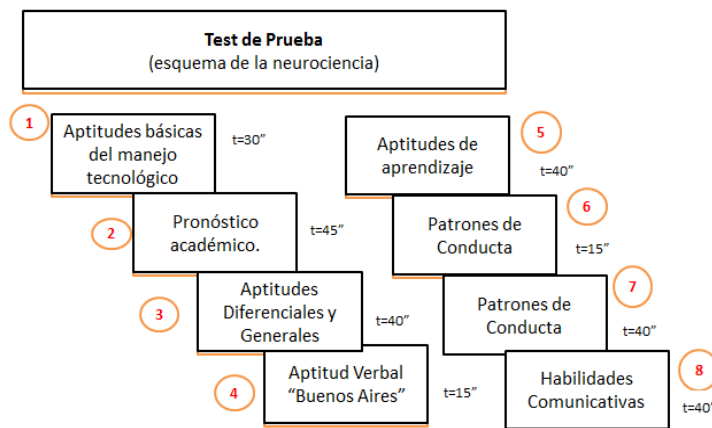 Test de Prueba
(esquema de la neurociencia)
1
Aptitudes básicas
del manejo
tecnológico
t=30”
2
Pronóstico
académico.
t=45”
3
Aptitudes
Diferenciales y
Generales
t=40”
4
Aptitud Verbal
“Buenos Aires”
t=15”
5
Aptitudes de
aprendizaje
t=40”
6
Patrones de
Conducta
t=15”
7
Patrones de
Conducta
t=40”
8
Habilidades
Comunicativas
t=40”